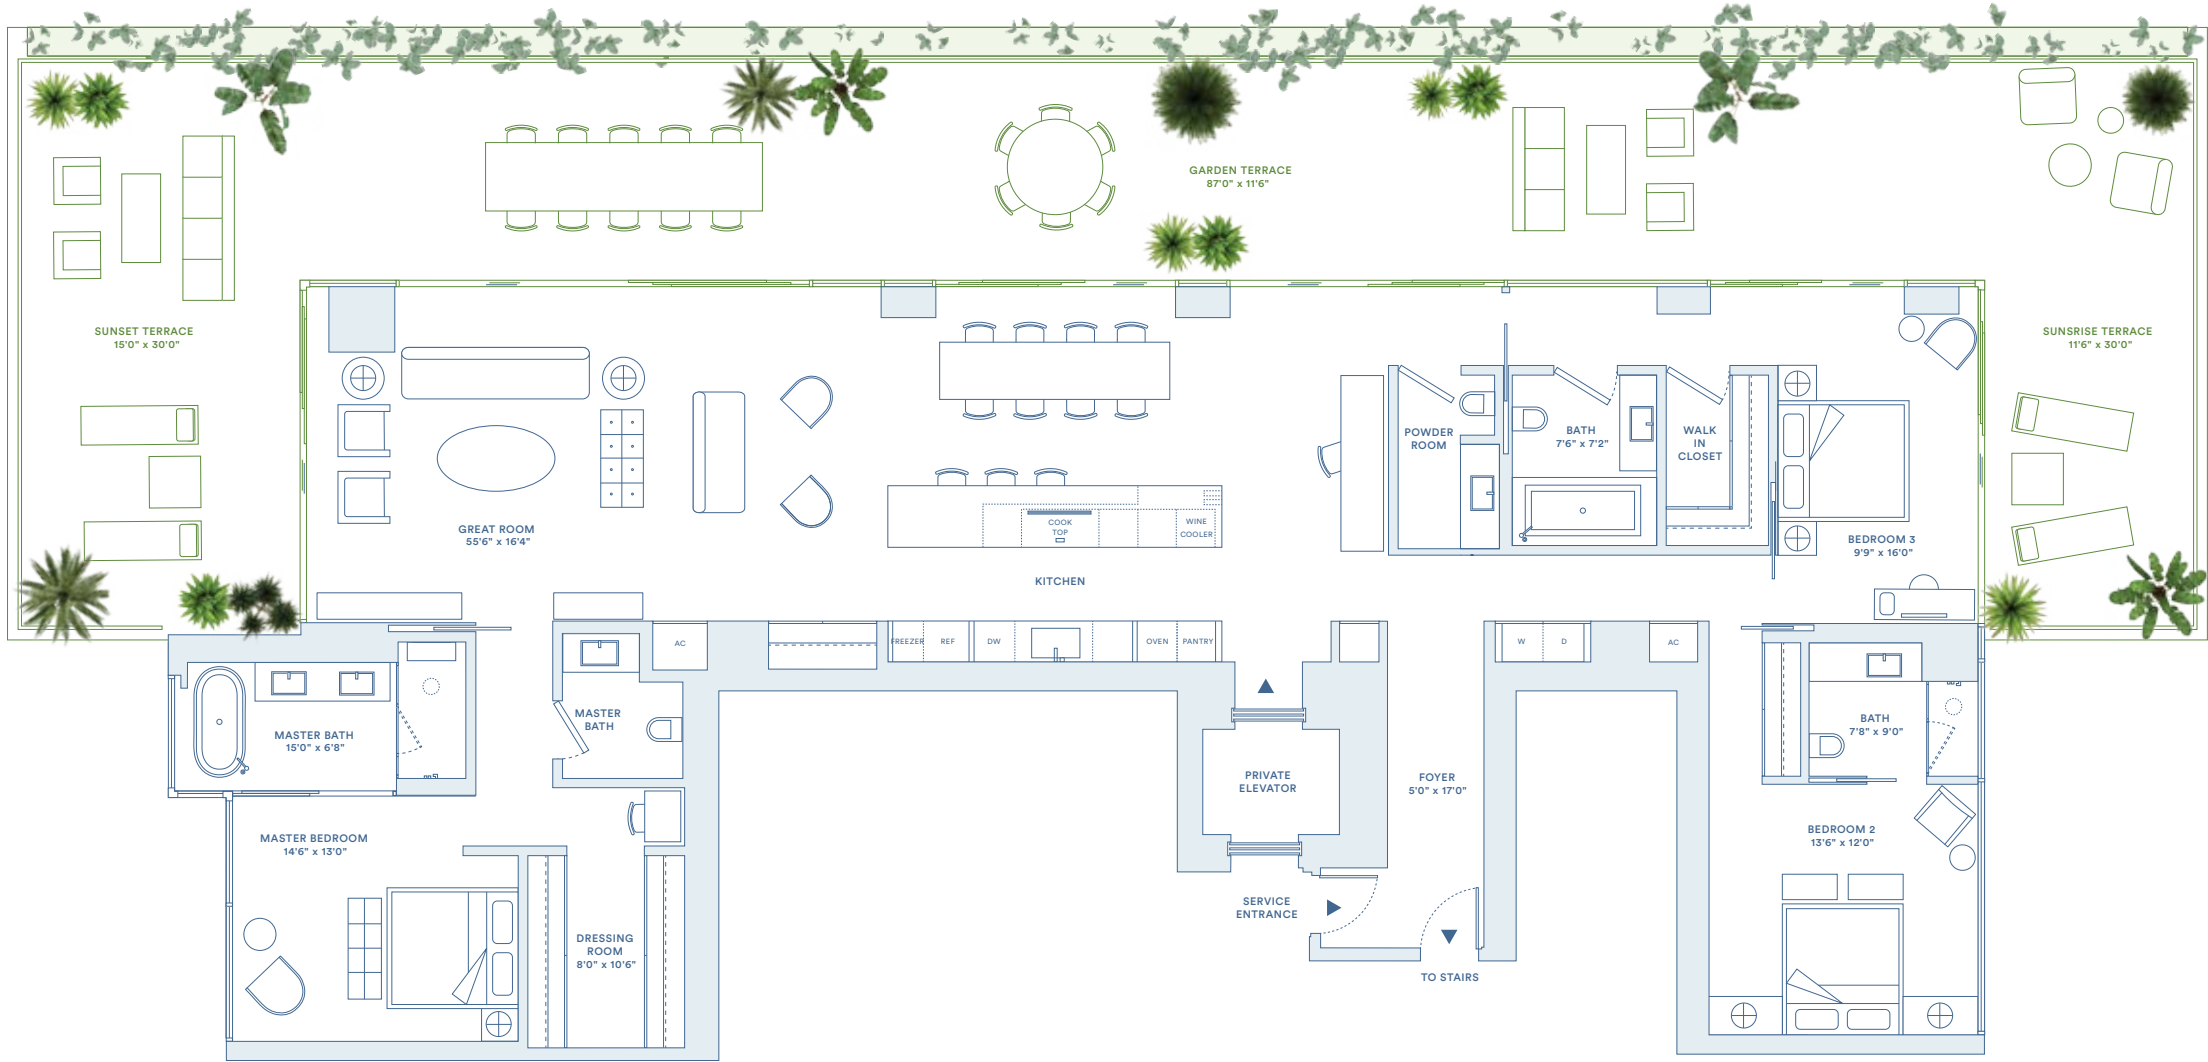 GARDEN TERRACE
87'0" x 11'6"
SUNSET TERRACE
15'0" x 30'0"
SUNSRISE TERRACE
11'6" x 30'0"
POWDER
ROOM
BATH
7'6" x 7'2"
WALK
IN
CLOSET
GREAT ROOM
55'6" x 16'4"
COOK
TOP
WINE
COOLER
BEDROOM 3
9'9" x 16'0"
KITCHEN
AC
FREEZER
REF
DW
OVEN
PANTRY
W
D
AC
MASTER BATH
15'0" x 6'8"
MASTER
BATH
BATH
7'8" x 9'0"
PRIVATE
ELEVATOR
FOYER
5'0" x 17'0"
MASTER BEDROOM
14'6" x 13'0"
BEDROOM 2
13'6" x 12'0"
SERVICE
ENTRANCE
DRESSING
ROOM
8'0" x 10'6"
TO STAIRS